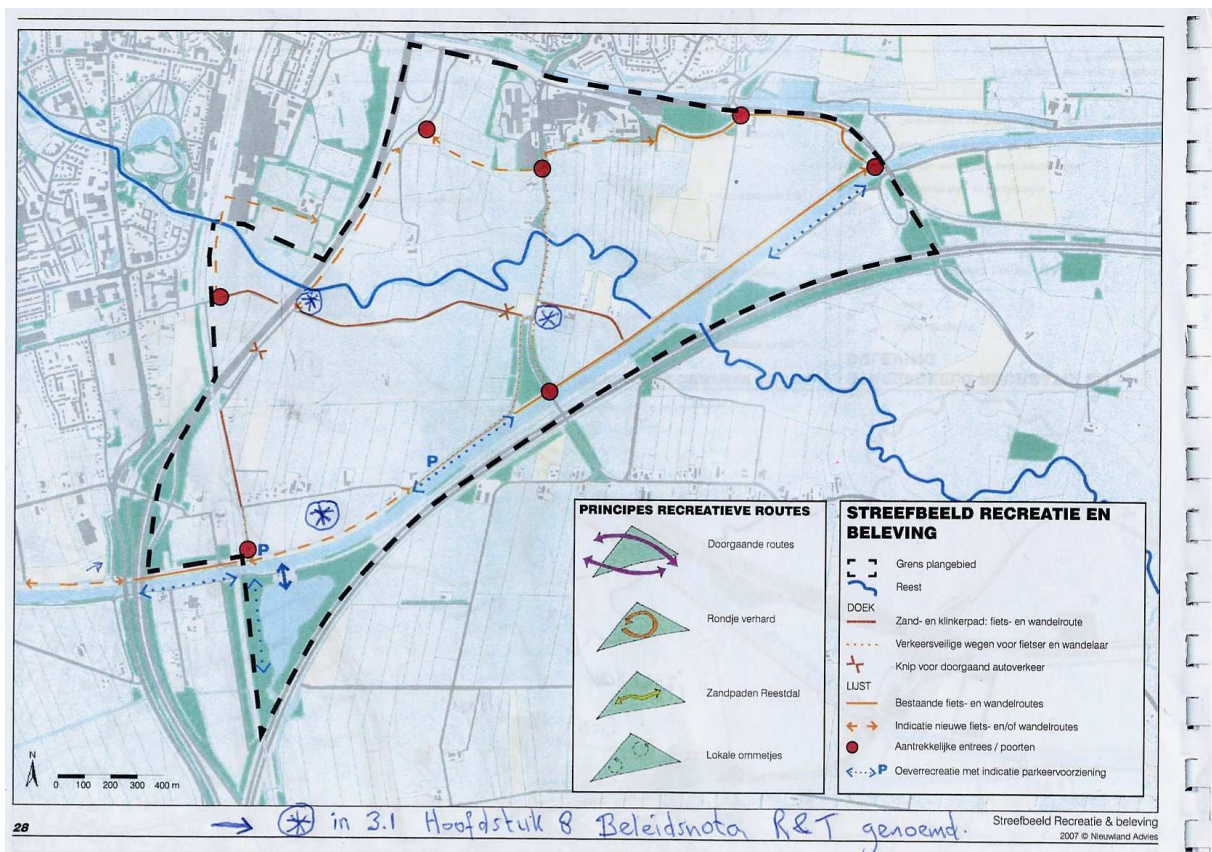 P
P
N
0 100 200 300 400 m
PRINCIPES RECREATIEVE ROUTES
Doorgaande routes
Rondje verhard
Zandpaden Reestdal
Lokale ommetjes
STREEFBEELD RECREATIE EN
BELEVING
Grens plangebied
Reest
DOEK
Zand- en klinkerpad: fiets- en wandelroute
Verkeersveilige wegen voor fietser en wandelaar
Knip voor doorgaand autoverkeer
LIJST
Bestaande fiets- en wandelroutes
Indicatie nieuwe fiets- en/of wandelroutes
Aantrekkelijke entrees / poorten
P Oeverrecreatie met indicatie parkeervoorziening
28
→ * in 3.1 Hoofdstuk 8 Beleidsnota R&T genoemd.
Streefbeeld Recreatie & beleving
2007 © Nieuwland Advies